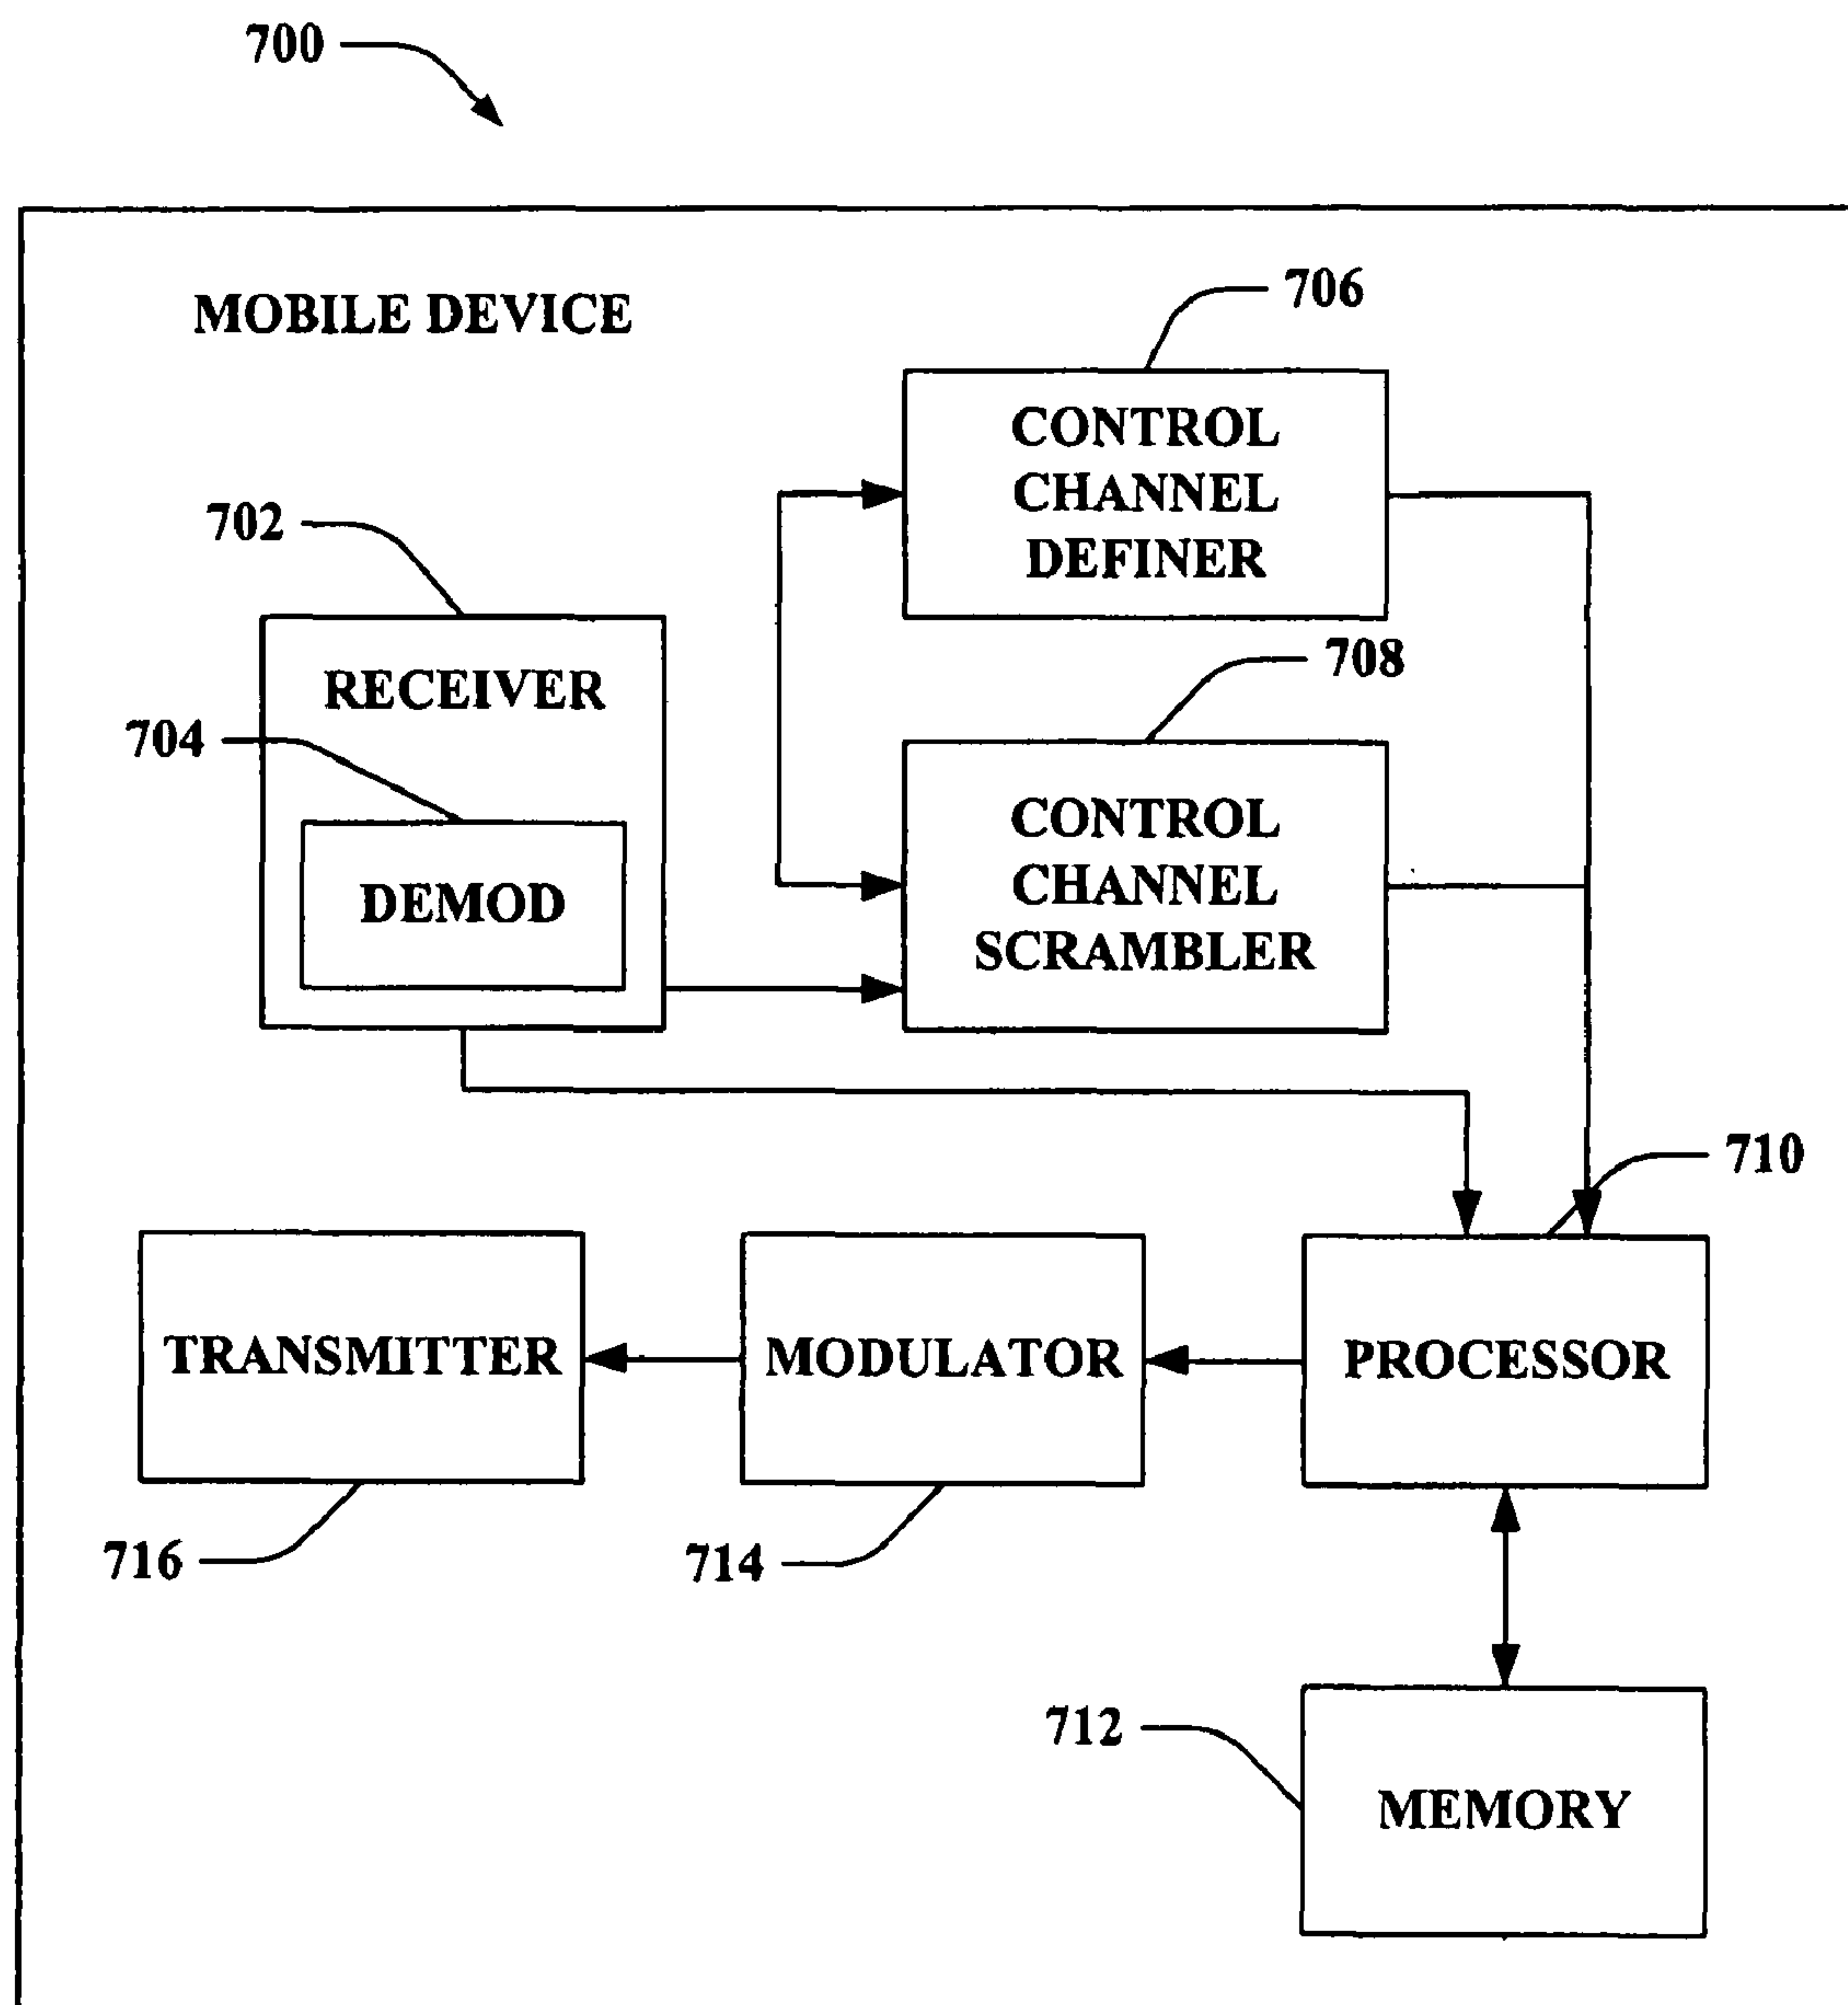 700
MOBILE DEVICE
706
CONTROL
CHANNEL
DEFINER
702
RECEIVER
704
DEMOD
708
CONTROL
CHANNEL
SCRAMBLER
710
TRANSMITTER
MODULATOR
PROCESSOR
716
714
712
MEMORY